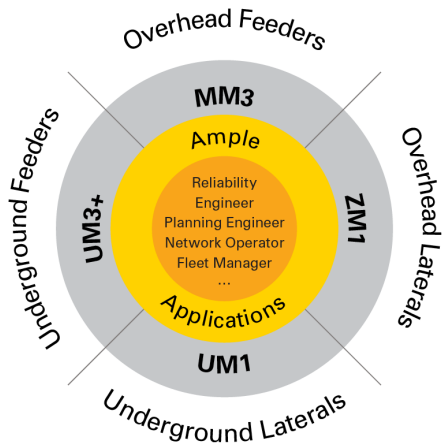 Overhead Feeders
MM3
Ample
Underground Feeders
UM3+
Reliability
Engineer
Planning Engineer
Network Operator
Fleet Manager
...
ZM1
Overhead Laterals
Applications
UM1
Underground Laterals